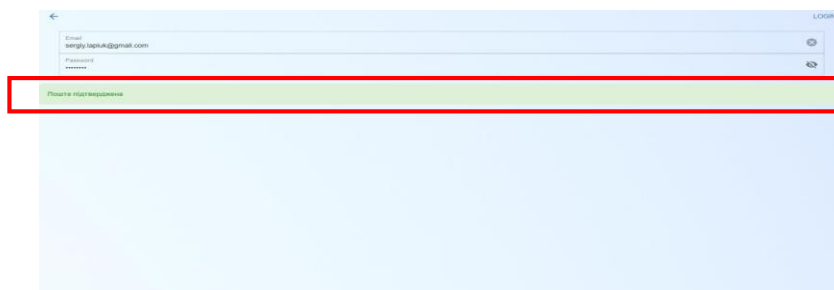 LOGIN
Email
sergiy.lapiuk@gmail.com
Password
Пошта підтверджена